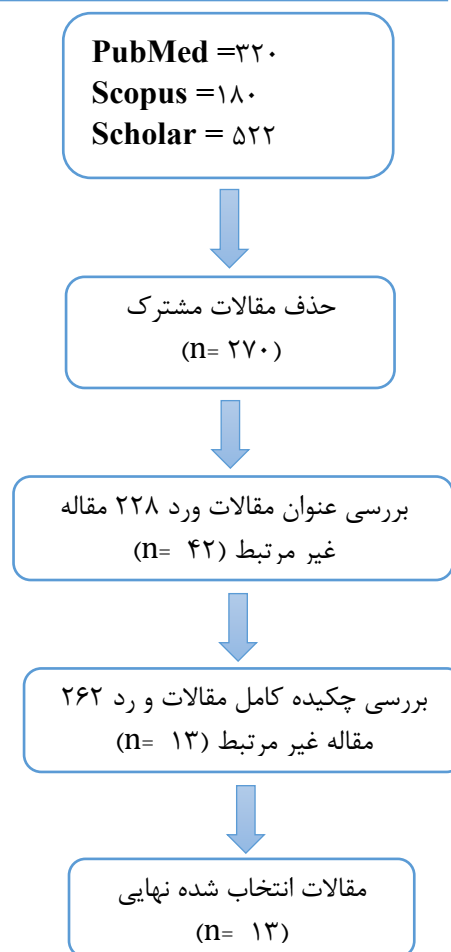 PubMed =۳۲۰
Scopus =۱۸۰
Scholar = ۵۲۲
حذف مقالات مشترک
(n= ۲۷۰)
بررسی عنوان مقالات ورد ۲۲۸ مقاله
غیر مرتبط (n= ۴۲)
بررسی چکیده کامل مقالات و رد ۲۶۲
مقاله غیر مرتبط (n= ۱۳)
مقالات انتخاب شده نهایی
(n= ۱۳)